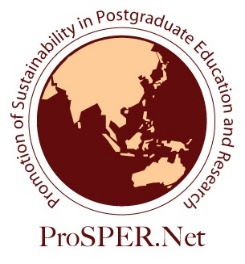 Promotion of Sustainability in Postgraduate Education and Research
ProSPER.Net